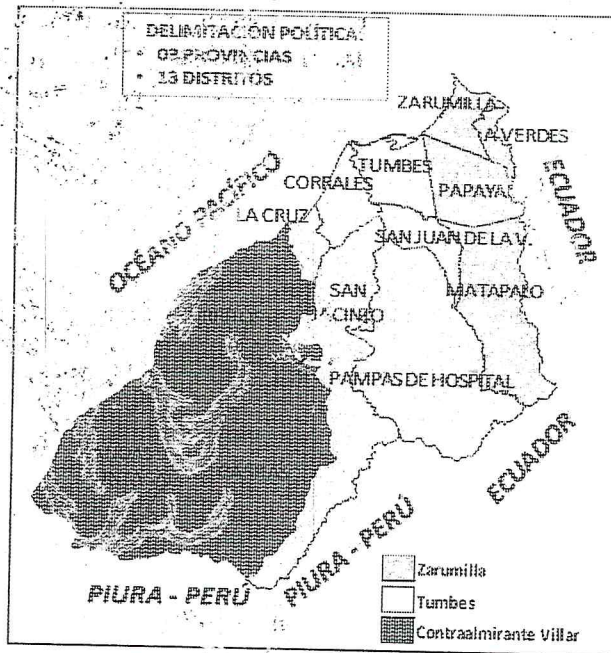 DELIMITACIÓN POLÍTICA:
• 03 PROVINCIAS
• 13 DISTRITOS
ZARUMILLA
A.VERDES
TUMBES
CORRALES
PAPAYAL
ECUADOR
LA CRUZ
OCÉANO PACÍFICO
SAN JUAN DE LA V.
SAN
JACINTO
MATAPALO
PAMPAS DE HOSPITAL
ECUADOR
PIURA - PERÚ
PIURA - PERÚ
Zarumilla
Tumbes
Contraalmirante Villar